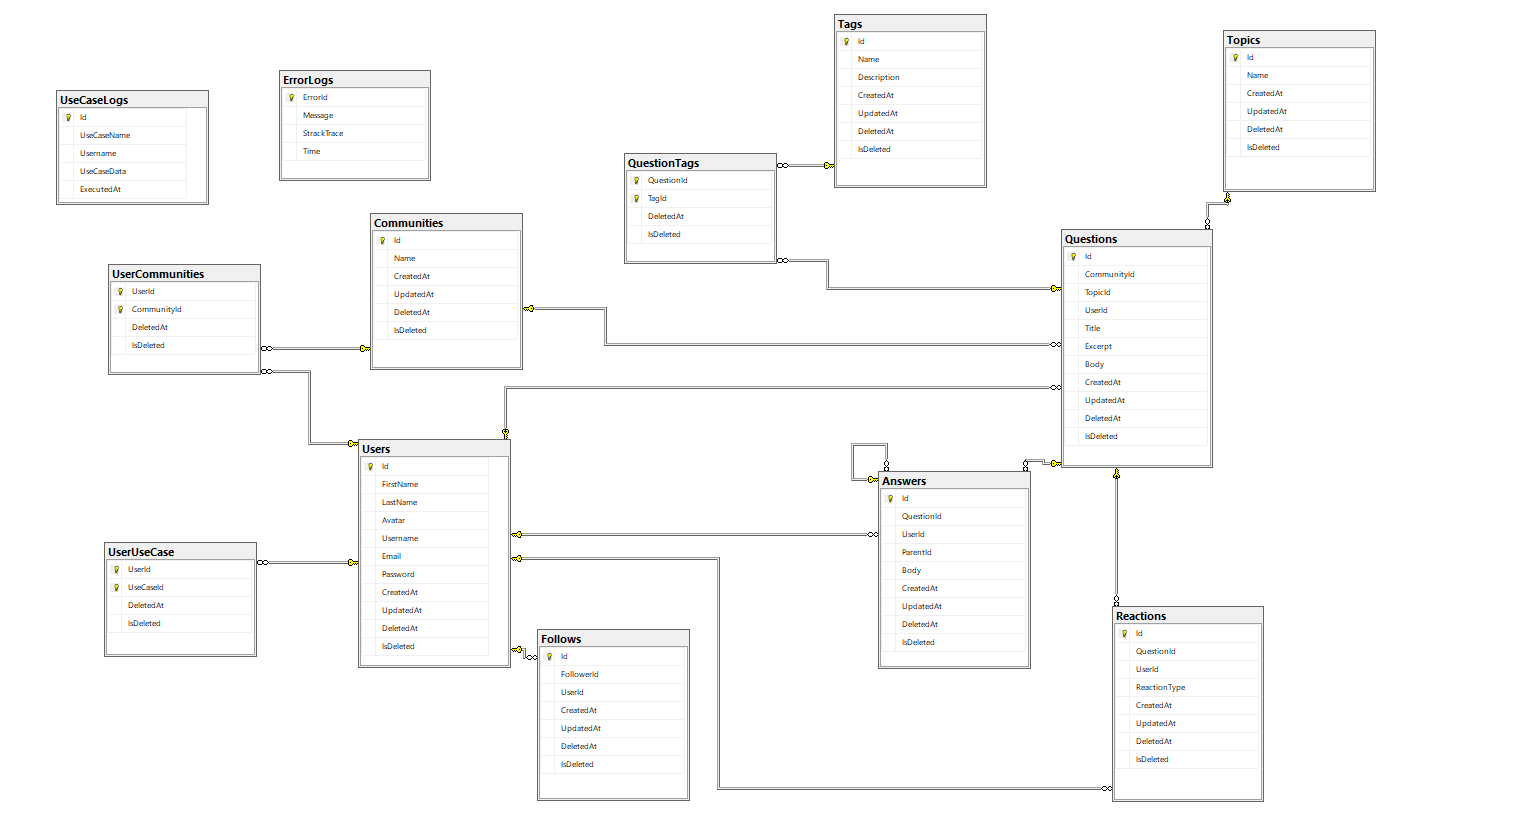 UseCaseLogs
Id
UseCaseName
Username
UseCaseData
ExecutedAt
ErrorLogs
ErrorId
Message
StrackTrace
Time
Tags
Id
Name
Description
CreatedAt
UpdatedAt
DeletedAt
IsDeleted
Topics
Id
Name
CreatedAt
UpdatedAt
DeletedAt
IsDeleted
QuestionTags
QuestionId
TagId
DeletedAt
IsDeleted
Communities
Id
Name
CreatedAt
UpdatedAt
DeletedAt
IsDeleted
UserCommunities
UserId
CommunityId
DeletedAt
IsDeleted
Questions
Id
CommunityId
TopicId
UserId
Title
Excerpt
Body
CreatedAt
UpdatedAt
DeletedAt
IsDeleted
Users
Id
FirstName
LastName
Avatar
Username
Email
Password
CreatedAt
UpdatedAt
DeletedAt
IsDeleted
Answers
Id
QuestionId
UserId
ParentId
Body
CreatedAt
UpdatedAt
DeletedAt
IsDeleted
UserUseCase
UserId
UseCaseId
DeletedAt
IsDeleted
Follows
Id
FollowerId
UserId
CreatedAt
UpdatedAt
DeletedAt
IsDeleted
Reactions
Id
QuestionId
UserId
ReactionType
CreatedAt
UpdatedAt
DeletedAt
IsDeleted